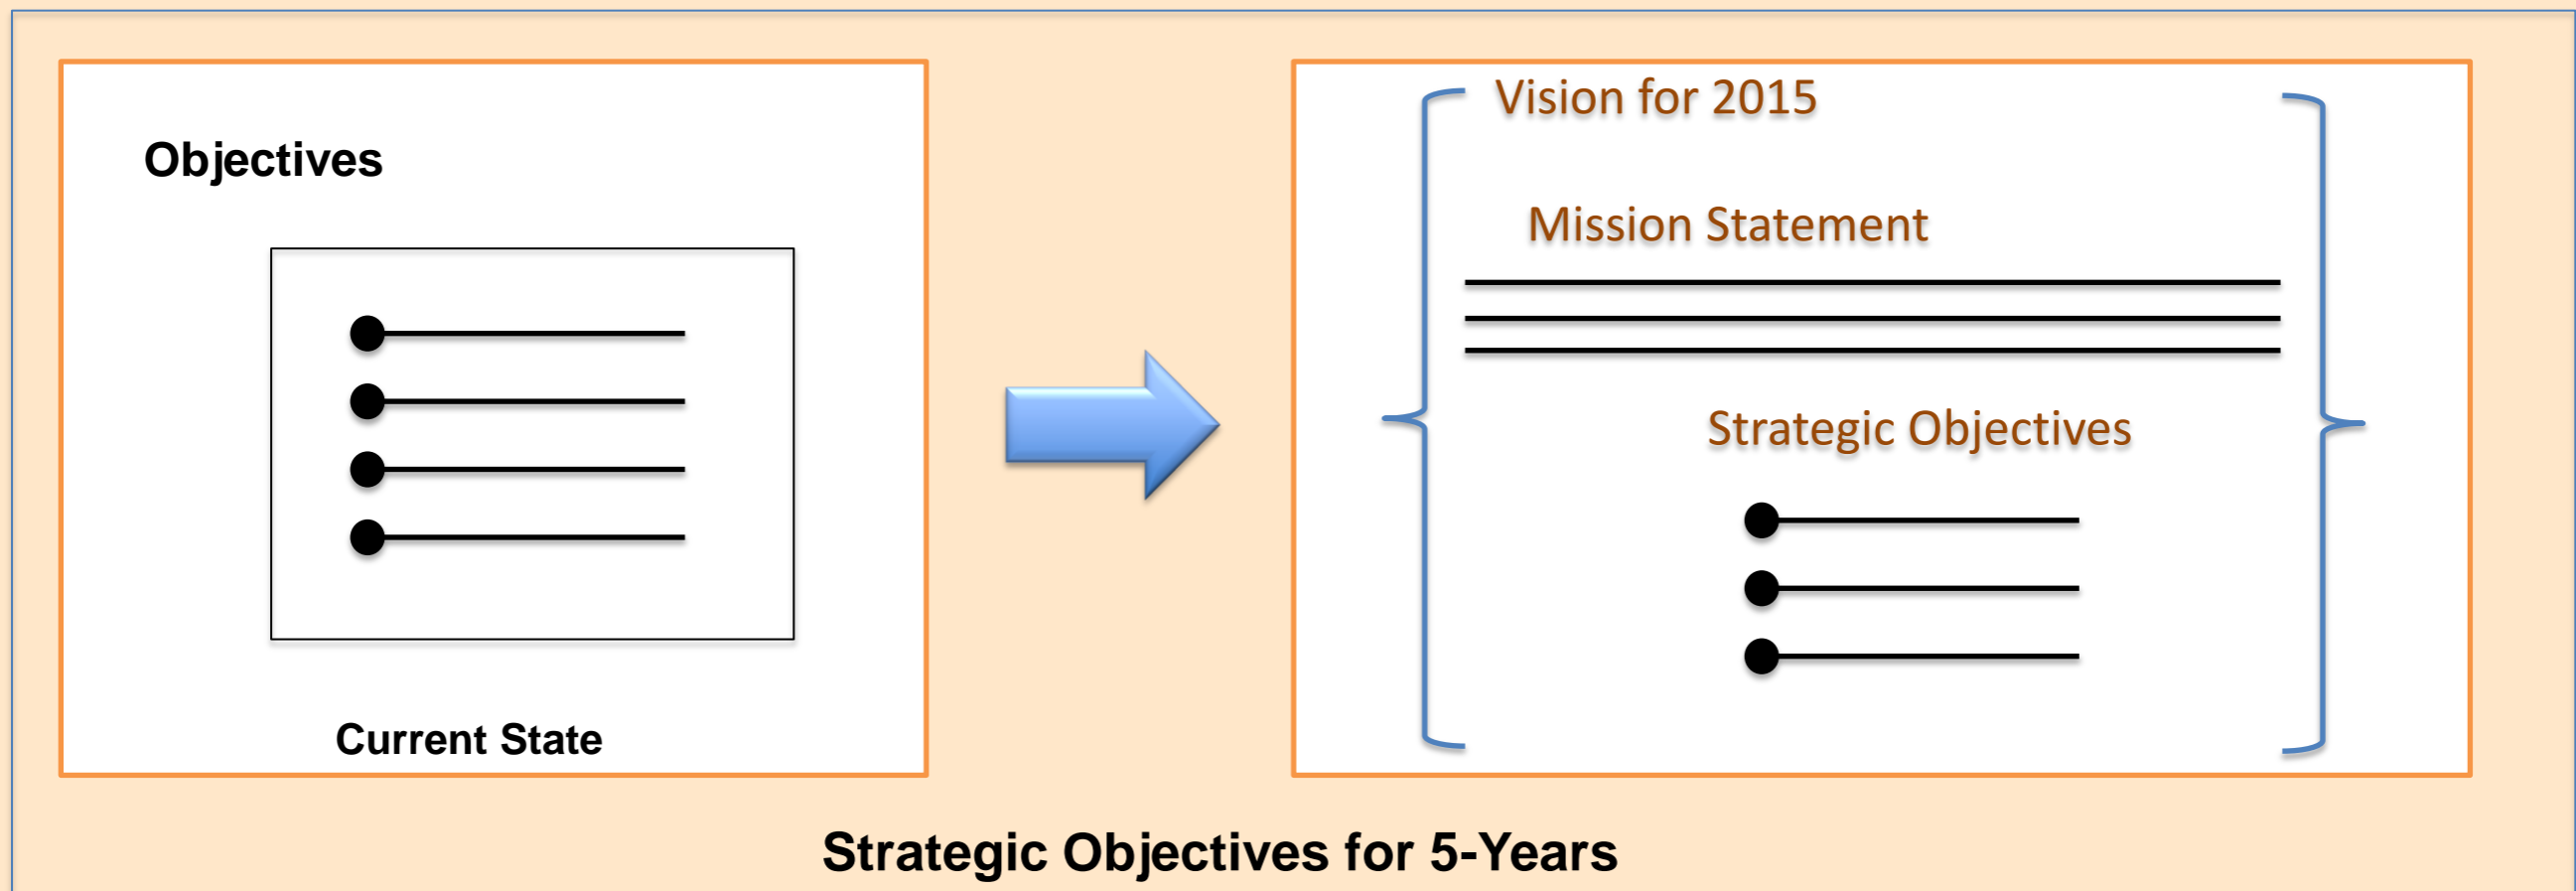 Objectives
Current State
Vision for 2015
Mission Statement
Strategic Objectives
Strategic Objectives for 5-Years